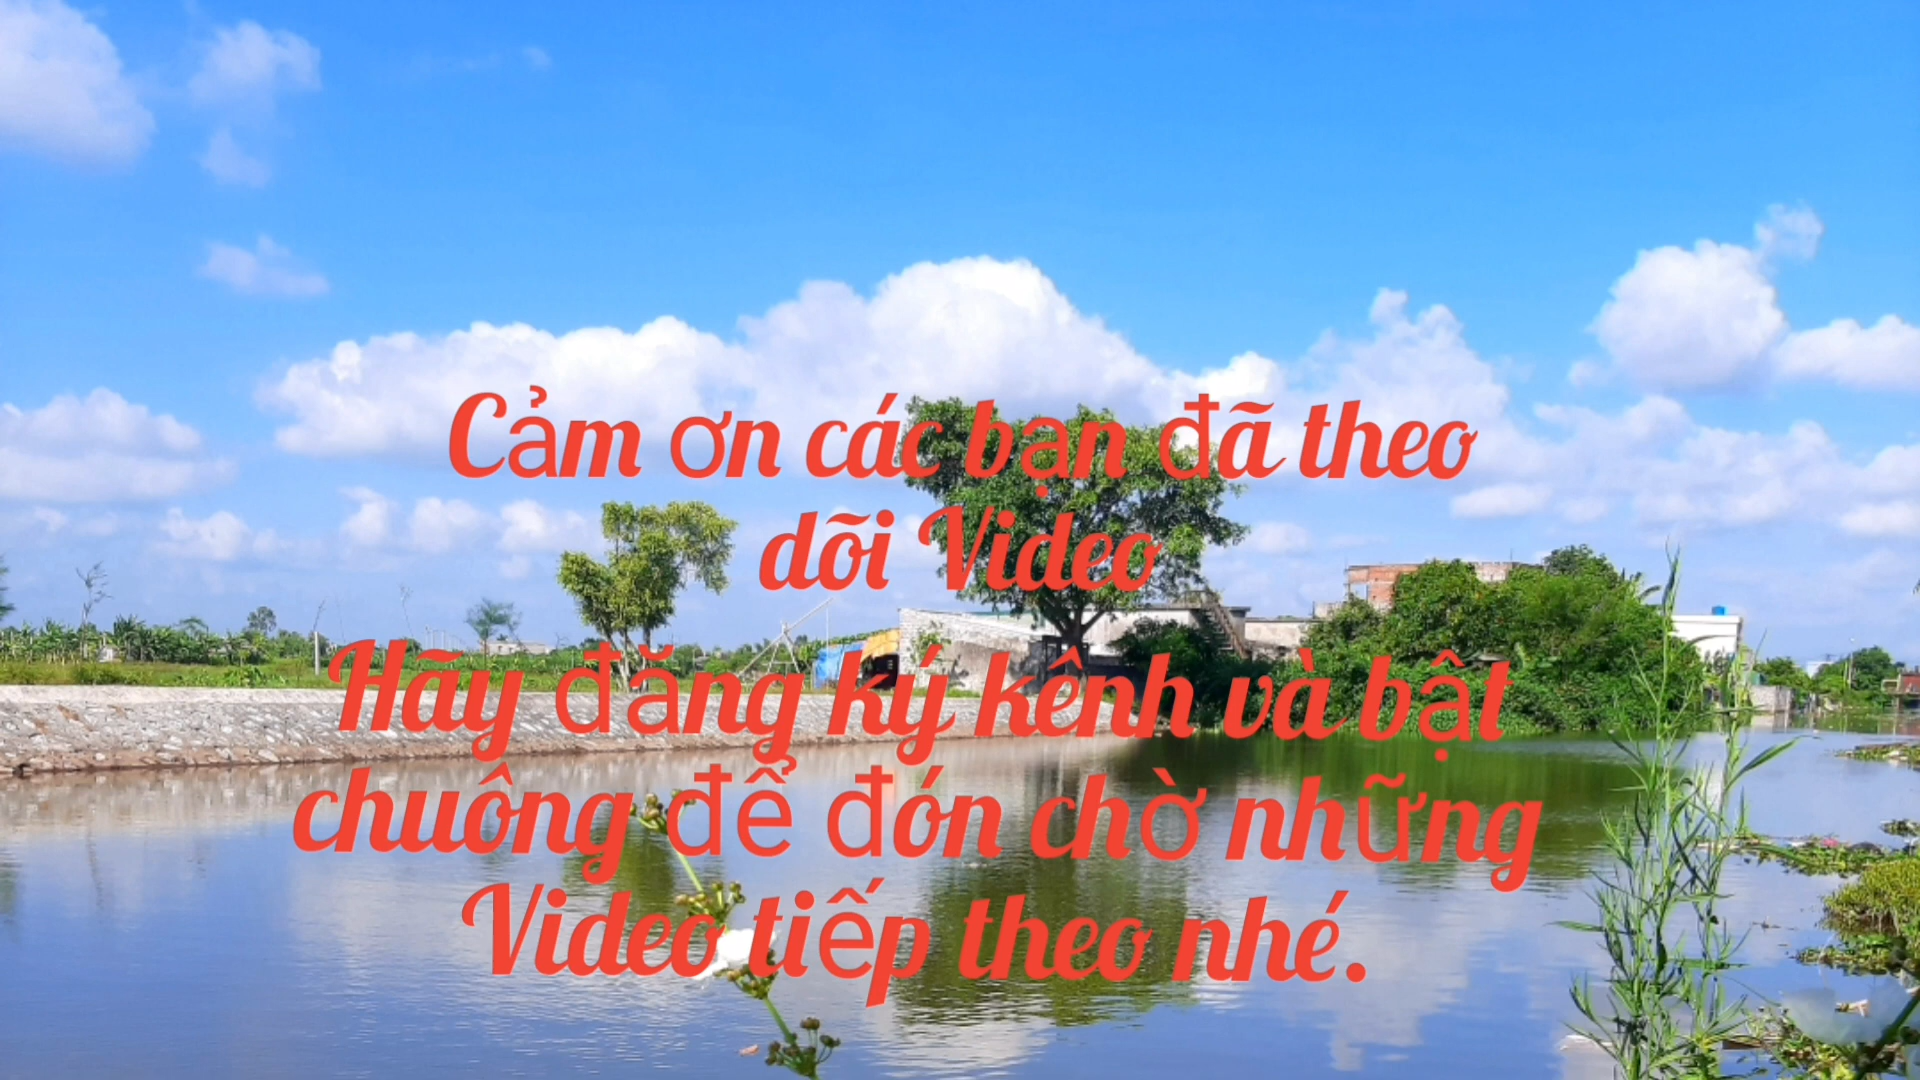 Cảm ơn các bạn đã theo
dõi Video
Hãy đăng ký kênh và bật
chuông để đón chờ những
Video tiếp theo nhé.